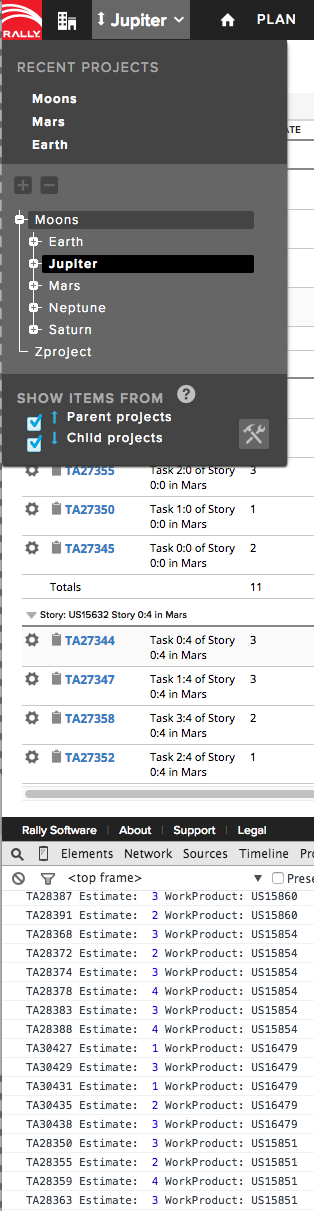 RALLY Jupiter PLAN
RECENT PROJECTS
Moons
Mars
ATE
Earth
Moons
Earth
Jupiter
Mars
Neptune
Saturn
Zproject
SHOW ITEMS FROM ?
Parent projects
Child projects
TA27355 Task 2:0 of Story 3
0:0 in Mars
TA27350 Task 1:0 of Story 1
0:0 in Mars
TA27345 Task 0:0 of Story 2
0:0 in Mars
Totals 11
Story: US15632 Story 0:4 in Mars
TA27344 Task 0:4 of Story 3
0:4 in Mars
TA27347 Task 1:4 of Story 3
0:4 in Mars
TA27358 Task 3:4 of Story 2
0:4 in Mars
TA27352 Task 2:4 of Story 1
0:4 in Mars
Rally Software About Support Legal
Elements Network Sources Timeline Pro
<top frame> Prese
TA28387 Estimate: 3 WorkProduct: US15860
TA28391 Estimate: 2 WorkProduct: US15860
TA28368 Estimate: 3 WorkProduct: US15854
TA28372 Estimate: 2 WorkProduct: US15854
TA28374 Estimate: 3 WorkProduct: US15854
TA28378 Estimate: 4 WorkProduct: US15854
TA28383 Estimate: 3 WorkProduct: US15854
TA28388 Estimate: 4 WorkProduct: US15854
TA30427 Estimate: 1 WorkProduct: US16479
TA30429 Estimate: 3 WorkProduct: US16479
TA30431 Estimate: 1 WorkProduct: US16479
TA30435 Estimate: 2 WorkProduct: US16479
TA30438 Estimate: 3 WorkProduct: US16479
TA28350 Estimate: 3 WorkProduct: US15851
TA28355 Estimate: 2 WorkProduct: US15851
TA28359 Estimate: 4 WorkProduct: US15851
TA28363 Estimate: 3 WorkProduct: US15851